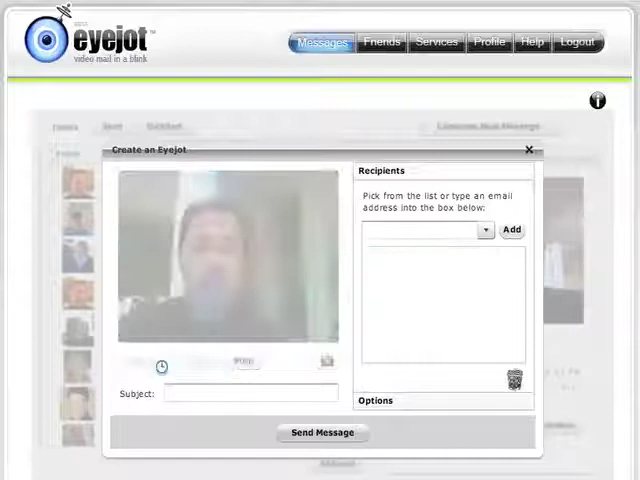 eyejot
video mail in a blink
Messages Friends Services Profile Help Logout
Create an Eyejot
Recipients
Pick from the list or type an email
address into the box below:
Add
Subject:
Options
Send Message